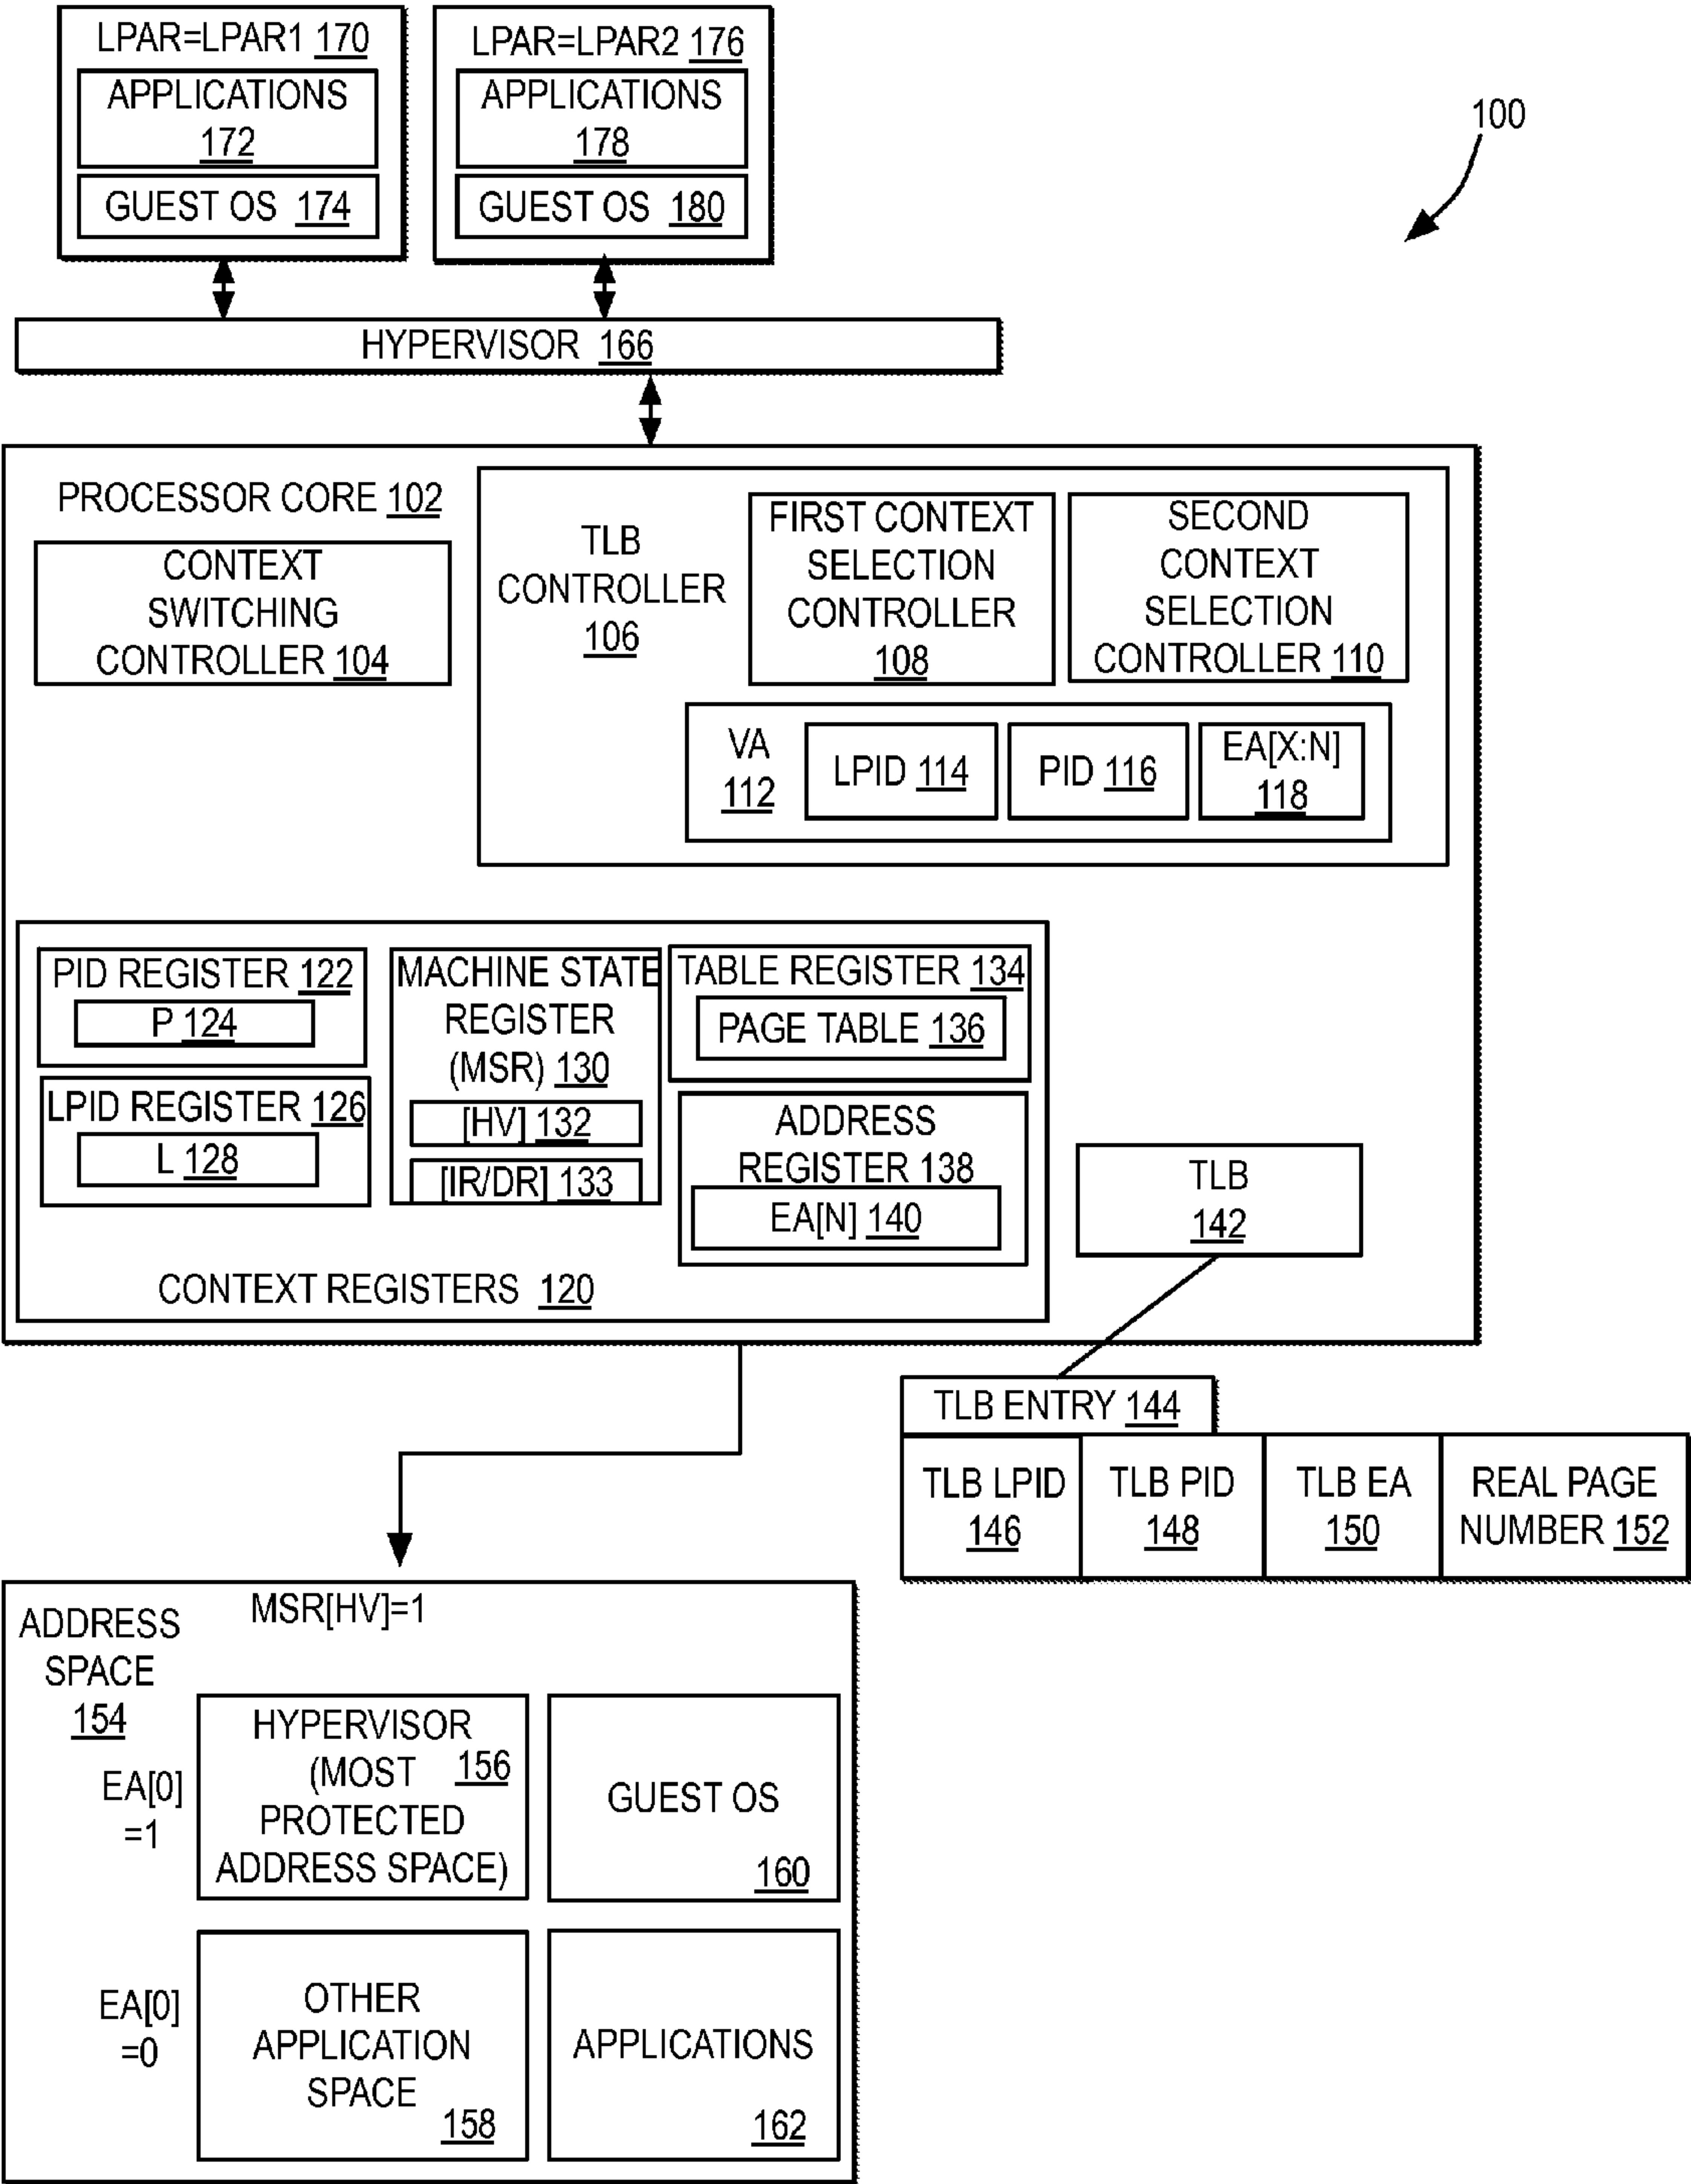 LPAR=LPAR1 170
APPLICATIONS
172
GUEST OS 174
LPAR=LPAR2 176
APPLICATIONS
178
GUEST OS 180
100
HYPERVISOR 166
PROCESSOR CORE 102
CONTEXT
SWITCHING
CONTROLLER 104
TLB
CONTROLLER
106
FIRST CONTEXT
SELECTION
CONTROLLER
108
SECOND
CONTEXT
SELECTION
CONTROLLER 110
VA
112
LPID 114
PID 116
EA[X:N]
118
PID REGISTER 122
P 124
LPID REGISTER 126
L 128
MACHINE STATE
REGISTER
(MSR) 130
[HV] 132
[IR/DR] 133
TABLE REGISTER 134
PAGE TABLE 136
ADDRESS
REGISTER 138
EA[N] 140
CONTEXT REGISTERS 120
TLB
142
TLB ENTRY 144
TLB LPID
146
TLB PID
148
TLB EA
150
REAL PAGE
NUMBER 152
ADDRESS
SPACE
154
MSR[HV]=1
EA[0]
=1
HYPERVISOR
(MOST 156
PROTECTED
ADDRESS SPACE)
GUEST OS
160
EA[0]
=0
OTHER
APPLICATION
SPACE
158
APPLICATIONS
162